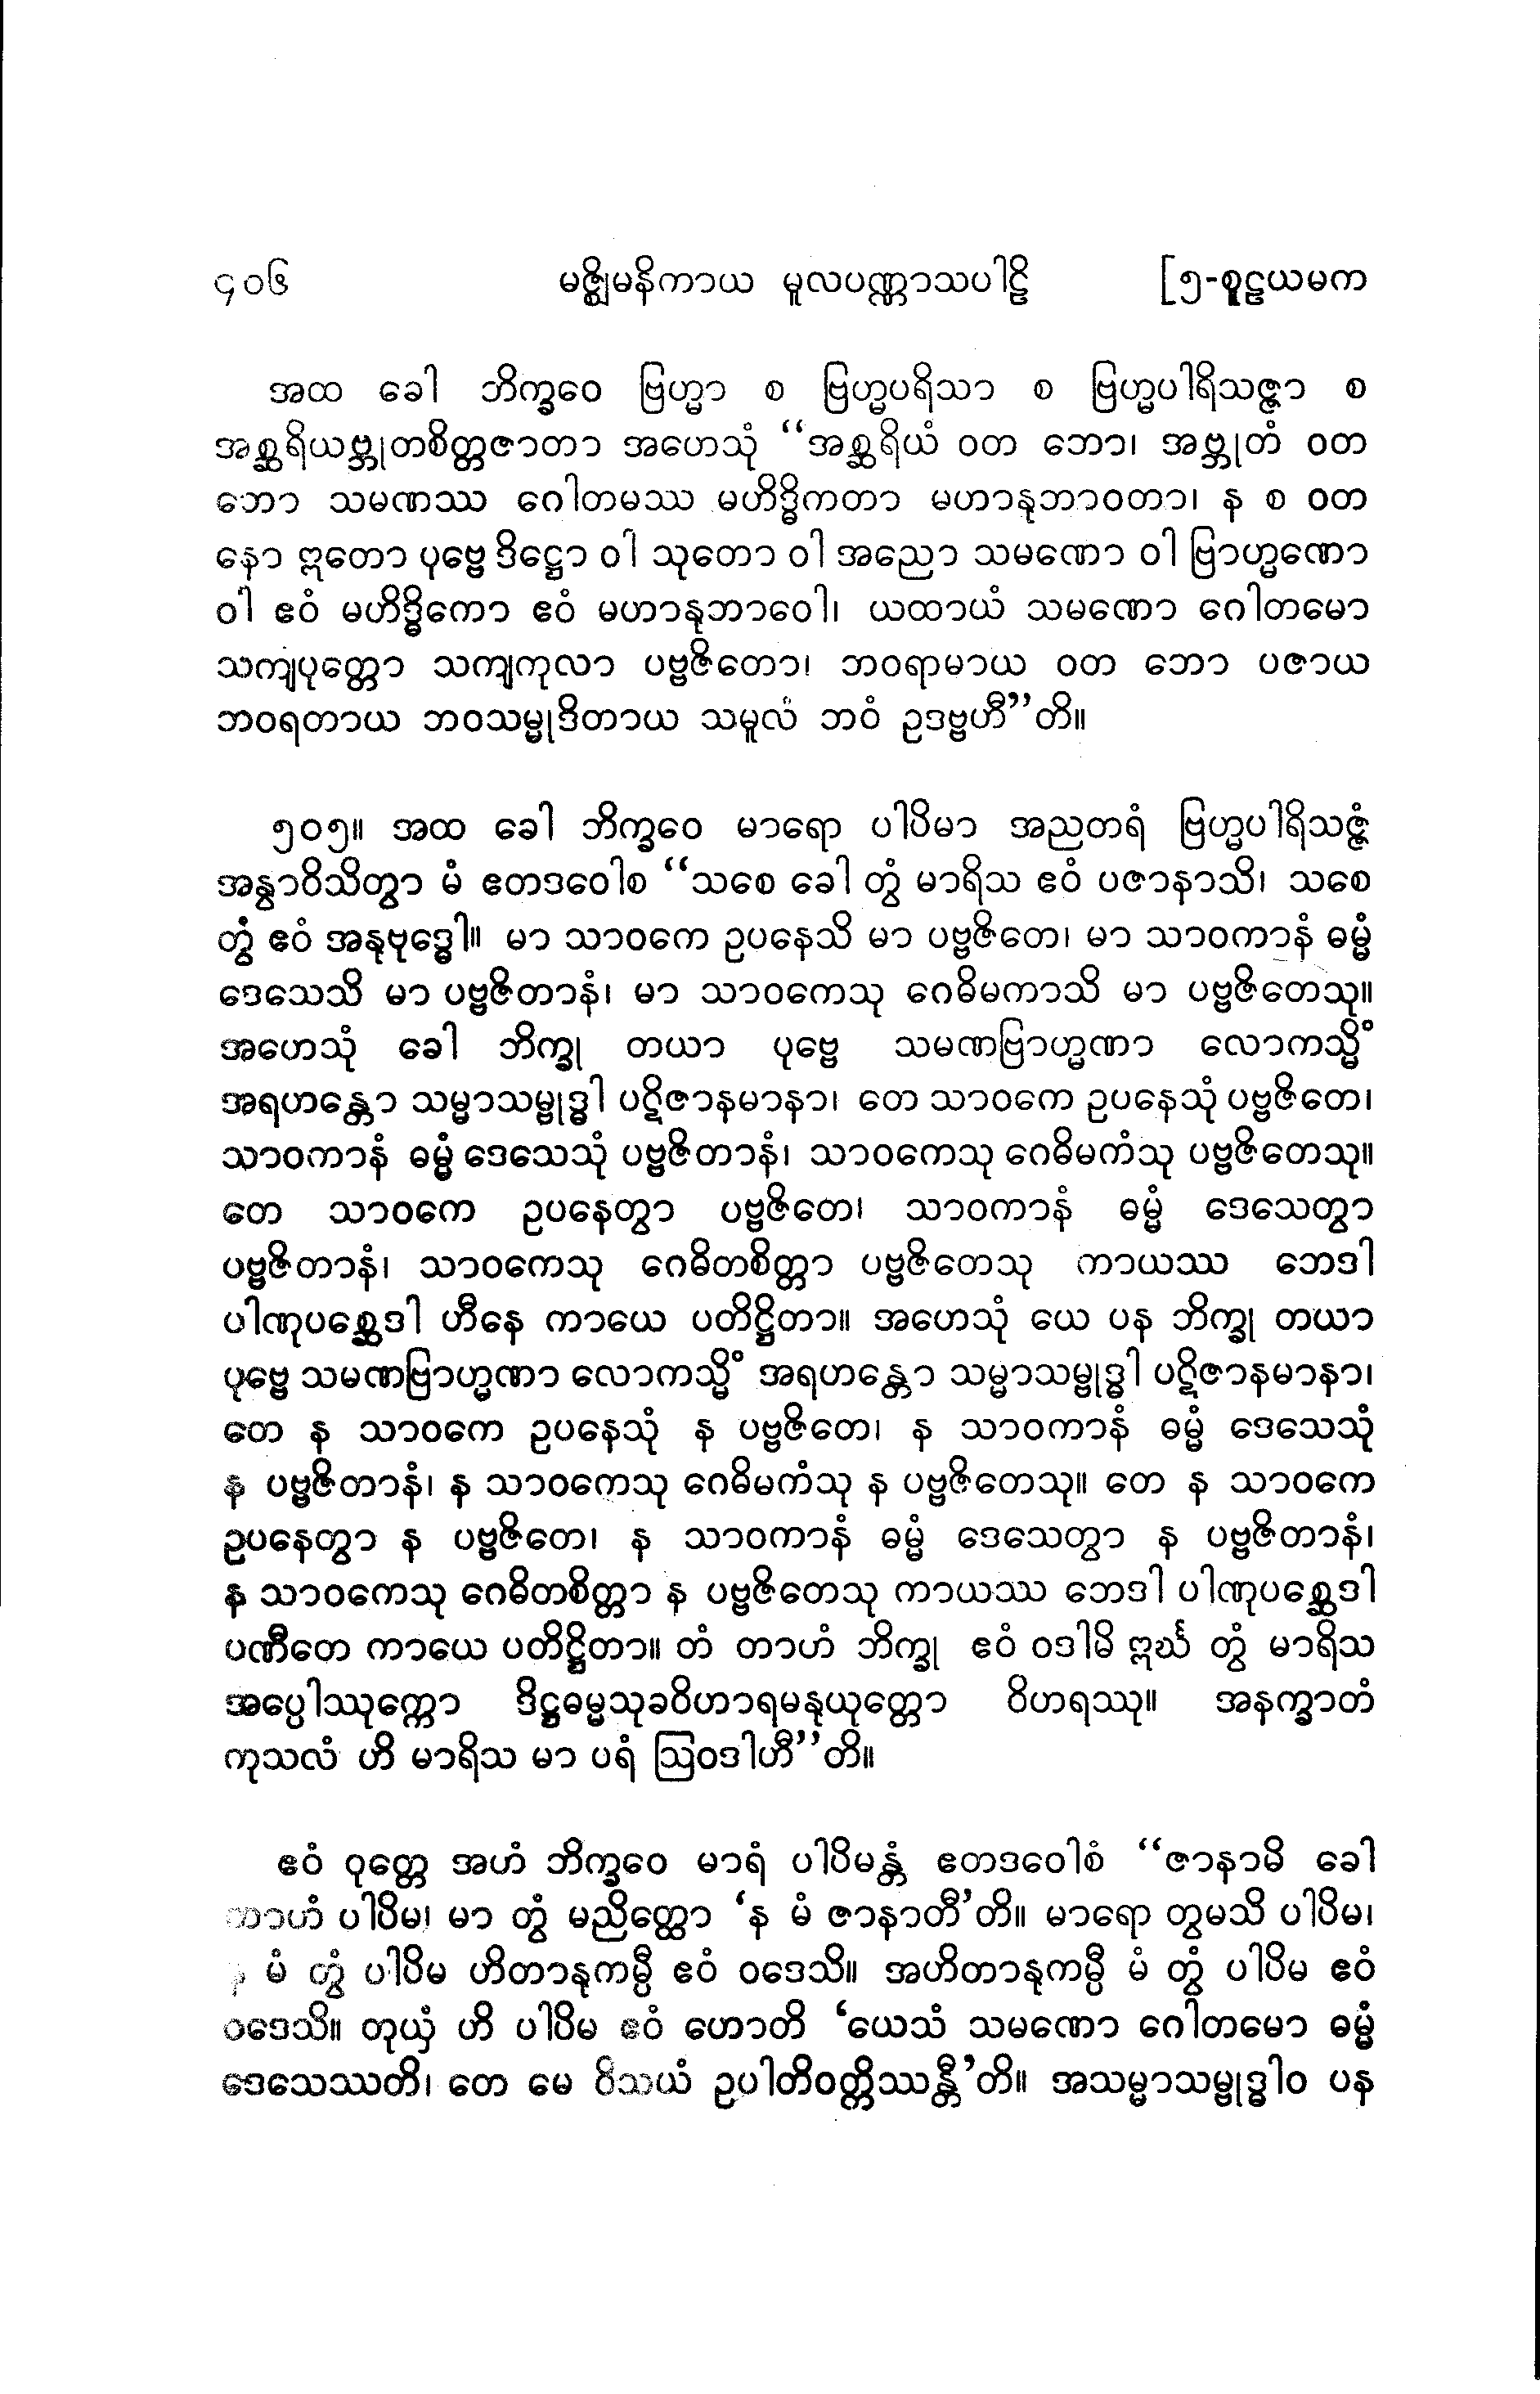 ၄၀၆ မဇ္ဈိမနိကာယ မူလပဏ္ဏာသပါဠိ [၅-စူဠယမက
အထ ခေါ ဘိက္ခဝေ ဗြဟ္မာ စ ဗြဟ္မပရိသာ စ ဗြဟ္မပါရိသဇ္ဇာ စ
အစ္ဆရိယဗ္ဘုတစိတ္တဇာတာ အဟေသုံ “အစ္ဆရိယံ ဝတ ဘော၊ အဗ္ဘုတံ ဝတ
ဘော သမဏဿ ဂေါတမဿ မဟိဒ္ဓိကတာ မဟာနုဘာဝတာ၊ န စ ဝတ
နော ဣတော ပုဗ္ဗေ ဒိဋ္ဌော ဝါ သုတော ဝါ အညော သမဏော ဝါ ဗြာဟ္မဏော
ဝါ ဧဝံ မဟိဒ္ဓိကော ဧဝံ မဟာနုဘာဝေါ၊ ယထာယံ သမဏော ဂေါတမော
သကျပုတ္တော သကျကုလာ ပဗ္ဗဇိတော၊ ဘဝရာမာယ ဝတ ဘော ပဇာယ
ဘဝရတာယ ဘဝသမ္မုဒိတာယ သမူလံ ဘဝံ ဥဒဗ္ဗဟီ”တိ။
၅၀၅။ အထ ခေါ ဘိက္ခဝေ မာရော ပါပိမာ အညတရံ ဗြဟ္မပါရိသဇ္ဇံ
အနွာဝိသိတွာ မံ ဧတဒဝေါစ “သစေ ခေါ တွံ မာရိသ ဧဝံ ပဇာနာသိ၊ သစေ
တွံ ဧဝံ အနုဗုဒ္ဓေါ။ မာ သာဝကေ ဥပနေသိ မာ ပဗ္ဗဇိတေ၊ မာ သာဝကာနံ ဓမ္မံ
ဒေသေသိ မာ ပဗ္ဗဇိတာနံ၊ မာ သာဝကေသု ဂေဓိမကာသိ မာ ပဗ္ဗဇိတေသု။
အဟေသုံ ခေါ ဘိက္ခု တယာ ပုဗ္ဗေ သမဏဗြာဟ္မဏာ လောကသ္မိံ
အရဟန္တော သမ္မာသမ္ဗုဒ္ဓါ ပဋိဇာနမာနာ၊ တေ သာဝကေ ဥပနေသုံ ပဗ္ဗဇိတေ၊
သာဝကာနံ ဓမ္မံ ဒေသေသုံ ပဗ္ဗဇိတာနံ၊ သာဝကေသု ဂေဓိမကံသု ပဗ္ဗဇိတေသု။
တေ သာဝကေ ဥပနေတွာ ပဗ္ဗဇိတေ၊ သာဝကာနံ ဓမ္မံ ဒေသေတွာ
ပဗ္ဗဇိတာနံ၊ သာဝကေသု ဂေဓိတစိတ္တာ ပဗ္ဗဇိတေသု ကာယဿ ဘေဒါ
ပါဏုပစ္ဆေဒါ ဟီနေ ကာယေ ပတိဋ္ဌိတာ။ အဟေသုံ ယေ ပန ဘိက္ခု တယာ
ပုဗ္ဗေ သမဏဗြာဟ္မဏာ လောကသ္မိံ အရဟန္တော သမ္မာသမ္ဗုဒ္ဓါ ပဋိဇာနမာနာ၊
တေ န သာဝကေ ဥပနေသုံ န ပဗ္ဗဇိတေ၊ န သာဝကာနံ ဓမ္မံ ဒေသေသုံ
န ပဗ္ဗဇိတာနံ၊ န သာဝကေသု ဂေဓိမကံသု န ပဗ္ဗဇိတေသု။ တေ န သာဝကေ
ဥပနေတွာ န ပဗ္ဗဇိတေ၊ န သာဝကာနံ ဓမ္မံ ဒေသေတွာ န ပဗ္ဗဇိတာနံ၊
န သာဝကေသု ဂေဓိတစိတ္တာ န ပဗ္ဗဇိတေသု ကာယဿ ဘေဒါ ပါဏုပစ္ဆေဒါ
ပဏီတေ ကာယေ ပတိဋ္ဌိတာ။ တံ တာဟံ ဘိက္ခု ဧဝံ ဝဒါမိ ဣင်္ဃ တွံ မာရိသ
အပ္ပေါဿုက္ကော ဒိဋ္ဌဓမ္မသုခဝိဟာရမနုယုတ္တော ဝိဟရဿု။ အနက္ခာတံ
ကုသလံ ဟိ မာရိသ မာ ပရံ ဩဝဒါဟီ”တိ။
ဧဝံ ဝုတ္တေ အဟံ ဘိက္ခဝေ မာရံ ပါပိမန္တံ ဧတဒဝေါစံ “ဇာနာမိ ခေါ
တာဟံ ပါပိမ၊ မာ တွံ မညိတ္ထော ‘န မံ ဇာနာတီ’တိ။ မာရော တွမသိ ပါပိမ၊
န မံ တွံ ပါပိမ ဟိတာနုကမ္ပီ ဧဝံ ဝဒေသိ။ အဟိတာနုကမ္ပီ မံ တွံ ပါပိမ ဧဝံ
ဝဒေသိ။ တုယှံ ဟိ ပါပိမ ဧဝံ ဟောတိ ‘ယေသံ သမဏော ဂေါတမော ဓမ္မံ
ဒေသေဿတိ၊ တေ မေ ဝိသယံ ဥပါတိဝတ္တိဿန္တီ’တိ။ အသမ္မာသမ္ဗုဒ္ဓါဝ ပန